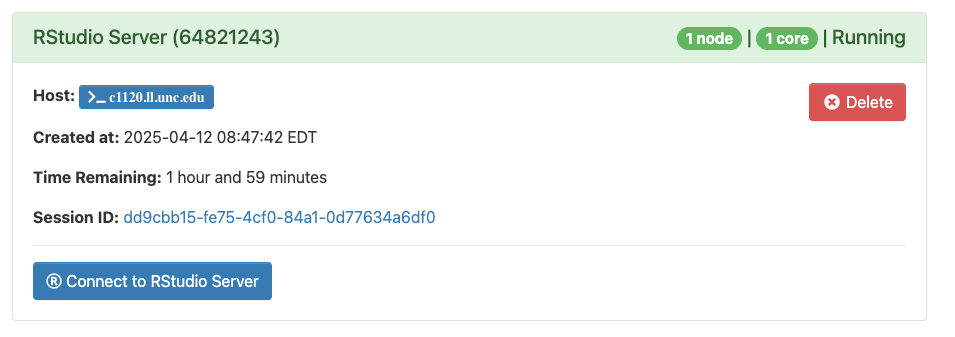 RStudio Server (64821243) 1 node | 1 core | Running
Host: >_ c1120.ll.unc.edu Delete
Created at: 2025-04-12 08:47:42 EDT
Time Remaining: 1 hour and 59 minutes
Session ID: dd9cbb15-fe75-4cf0-84a1-0d77634a6df0
® Connect to RStudio Server